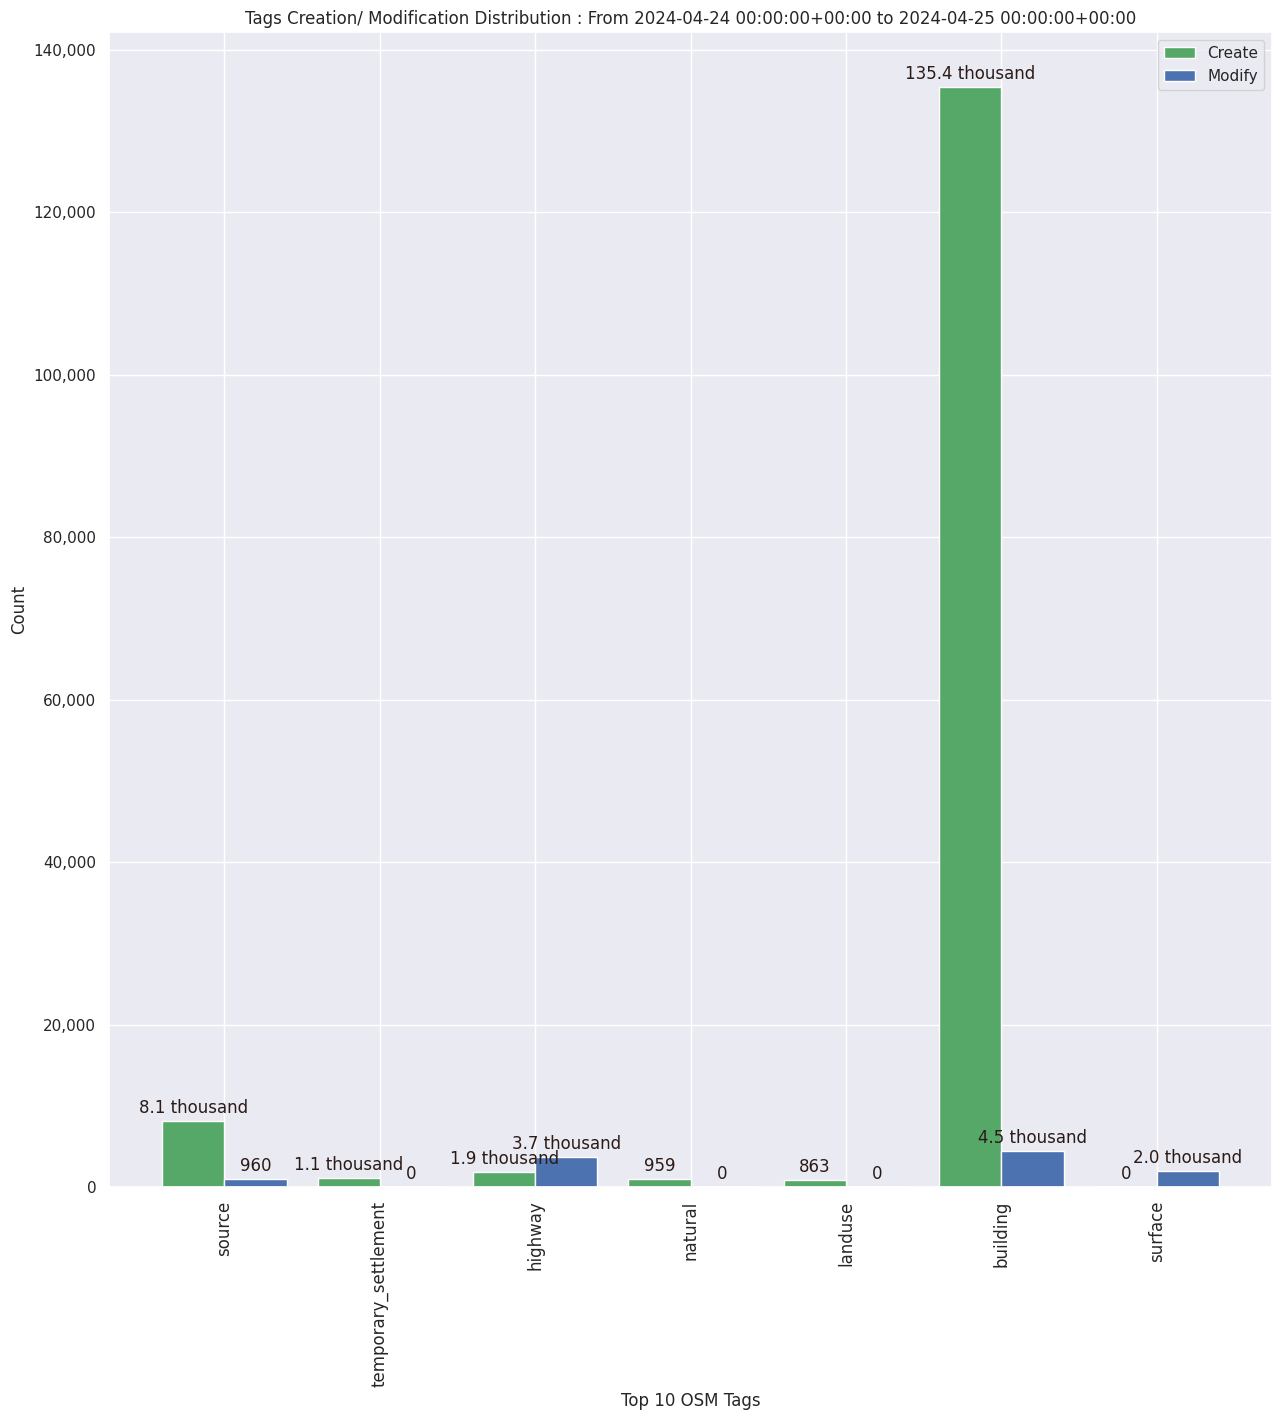 Tags Creation/ Modification Distribution : From 2024-04-24 00:00:00+00:00 to 2024-04-25 00:00:00+00:00
Create
Modify
140,000
120,000
100,000
80,000
60,000
40,000
20,000
0
Count
8.1 thousand
960
1.1 thousand
0
1.9 thousand
3.7 thousand
959
0
863
0
135.4 thousand
4.5 thousand
0
2.0 thousand
source
temporary_settlement
highway
natural
landuse
building
surface
Top 10 OSM Tags